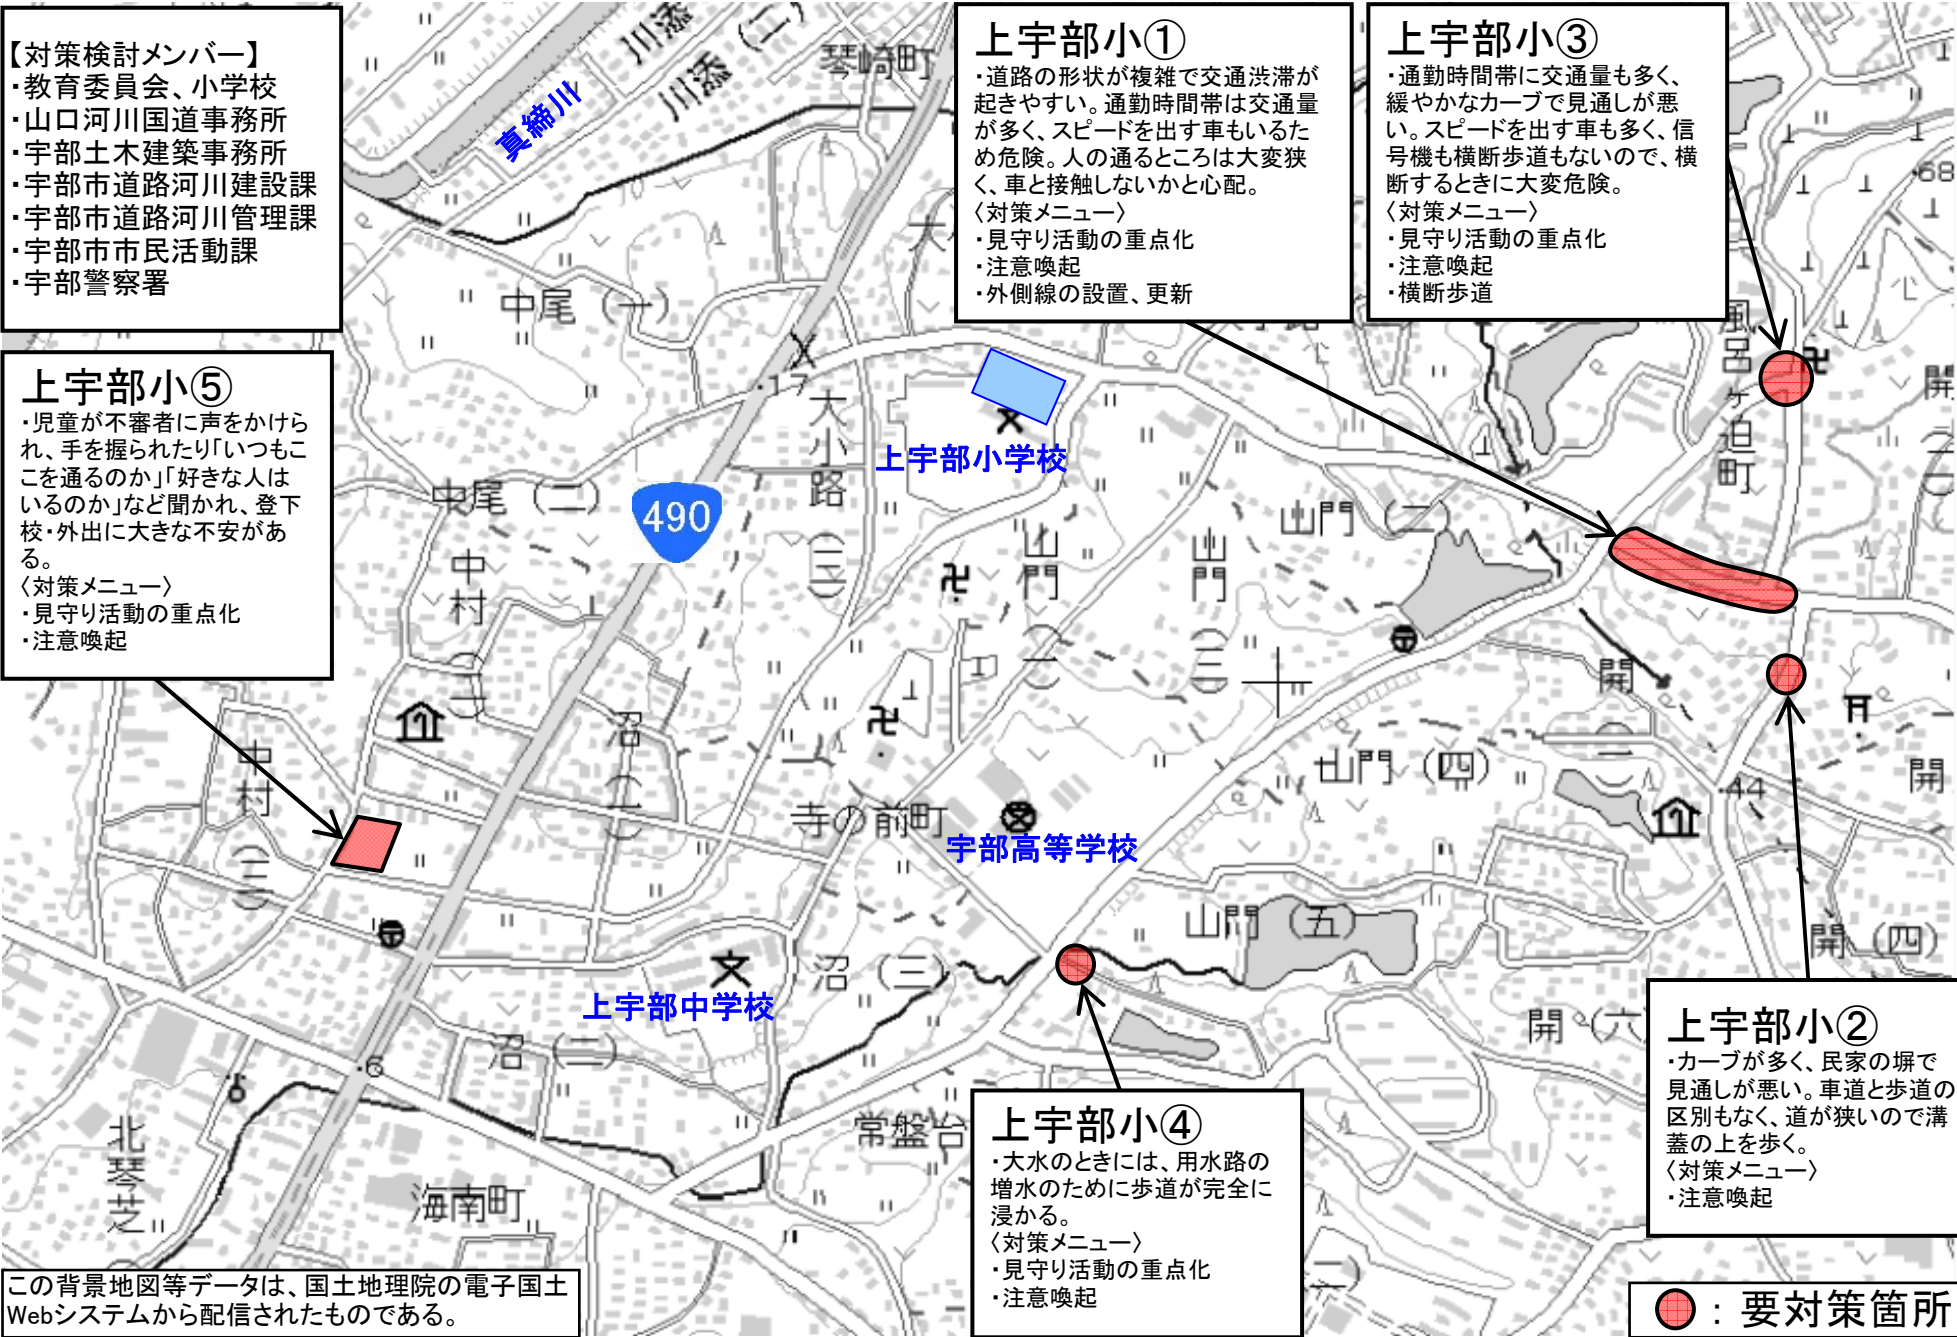 【対策検討メンバー】
・教育委員会、小学校
・山口河川国道事務所
・宇部土木建築事務所
・宇部市道路河川建設課
・宇部市道路河川管理課
・宇部市市民活動課
・宇部警察署
上宇部小①
・道路の形状が複雑で交通渋滞が
起きやすい。通勤時間帯は交通量
が多く、スピードを出す車もいるた
め危険。人の通るところは大変狭
く、車と接触しないかと心配。
〈対策メニュー〉
・見守り活動の重点化
・注意喚起
・外側線の設置、更新
上宇部小③
・通勤時間帯に交通量も多く、
緩やかなカーブで見通しが悪
い。スピードを出す車も多く、信
号機も横断歩道もないので、横
断するときに大変危険。
〈対策メニュー〉
・見守り活動の重点化
・注意喚起
・横断歩道
上宇部小⑤
・児童が不審者に声をかけら
れ、手を握られたり「いつもこ
こを通るのか」「好きな人は
いるのか」など聞かれ、登下
校・外出に大きな不安があ
る。
〈対策メニュー〉
・見守り活動の重点化
・注意喚起
上宇部小④
・大水のときには、用水路の
増水のために歩道が完全に
浸かる。
〈対策メニュー〉
・見守り活動の重点化
・注意喚起
上宇部小②
・カーブが多く、民家の塀で
見通しが悪い。車道と歩道の
区別もなく、道が狭いので溝
蓋の上を歩く。
〈対策メニュー〉
・注意喚起
川添
川添(二)
琴崎町
真締川
中尾(一)
・17
大小路(三)
上宇部小学校
風呂ヶ迫町
・68
中尾(二)
490
中村(二)
山門(一)
山門(三)
山門(二)
開(二)
開
中村(三)
沼(一)
寺の前町
宇部高等学校
山門(四)
・44
開
山門(五)
開(四)
上宇部中学校
沼(三)
沼(二)
開(六)
・6
北琴芝
海南町
常盤台
この背景地図等データは、国土地理院の電子国土
Webシステムから配信されたものである。
：要対策箇所